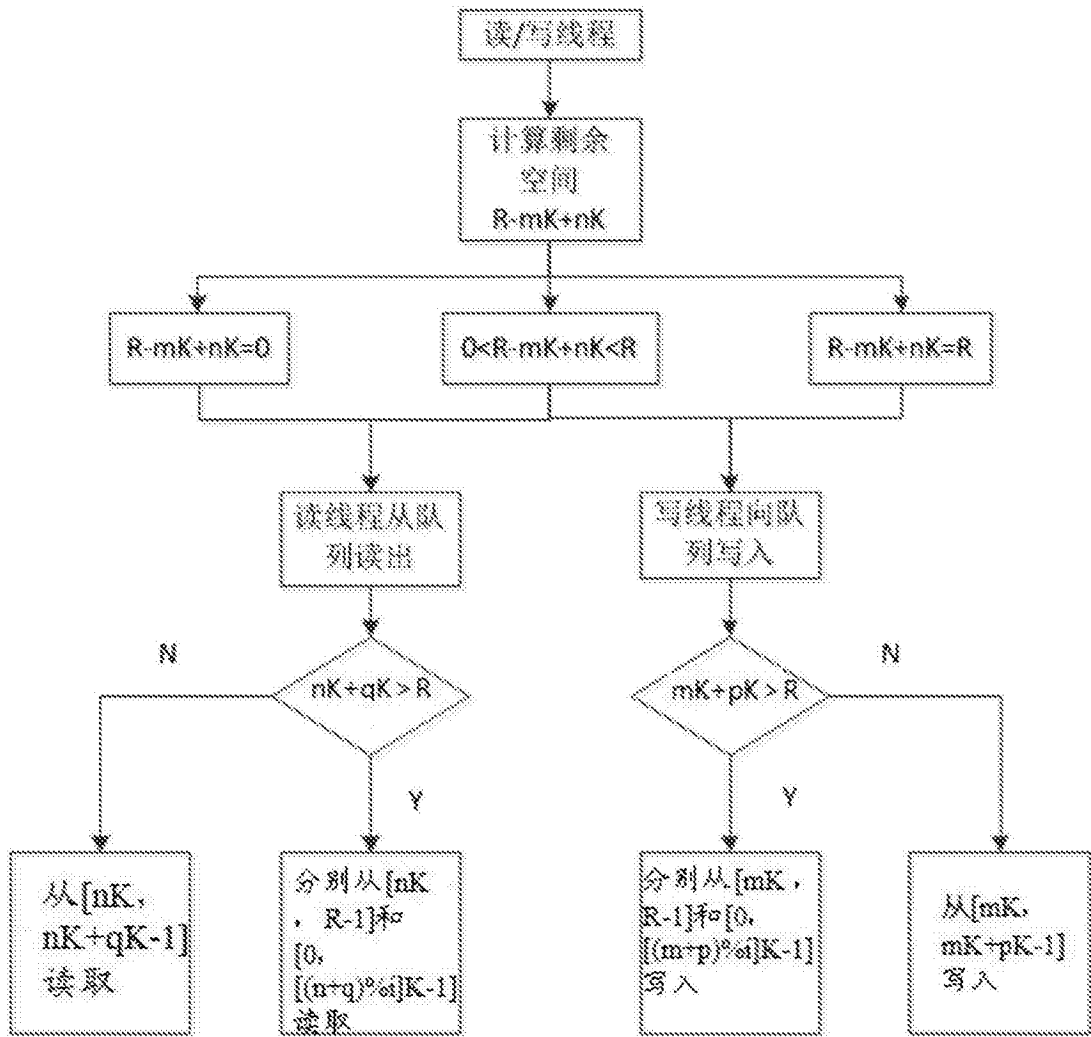 读/写线程
计算剩余
空间
R-mK+nK
R-mK+nK=0
0<R-mK+nK<R
R-mK+nK=R
读线程从队
列读出
写线程向队
列写入
N
nK+qK>R
mK+pK>R
N
Y
Y
从[nK,
nK+qK-1]
读取
分别从[nK
, R-1]和
[0,
[(n+q)%i]K-1]
读取
分别从[mK,
R-1]和[0,
[(m+p)%i]K-1]
写入
从[mK,
mK+pK-1]
写入